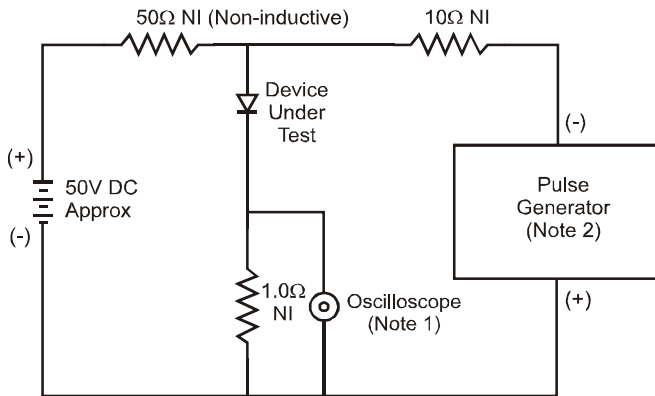 50Ω NI (Non-inductive)
10Ω NI
Device
Under
Test
(+)
50V DC
Approx
(-)
(-)
Pulse
Generator
(Note 2)
(+)
1.0Ω
NI
Oscilloscope
(Note 1)